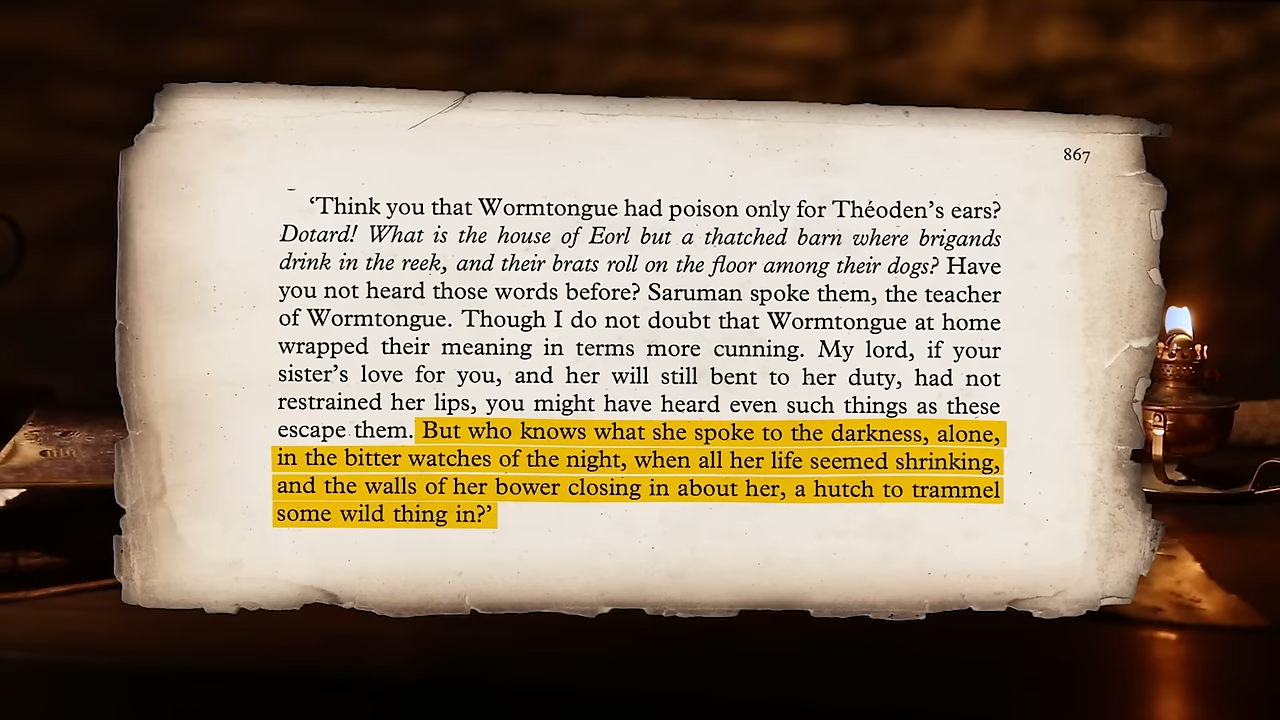 867
‘Think you that Wormtongue had poison only for Théoden’s ears?
Dotard! What is the house of Eorl but a thatched barn where brigands
drink in the reek, and their brats roll on the floor among their dogs? Have
you not heard those words before? Saruman spoke them, the teacher
of Wormtongue. Though I do not doubt that Wormtongue at home
wrapped their meaning in terms more cunning. My lord, if your
sister’s love for you, and her will still bent to her duty, had not
restrained her lips, you might have heard even such things as these
escape them. But who knows what she spoke to the darkness, alone,
in the bitter watches of the night, when all her life seemed shrinking,
and the walls of her bower closing in about her, a hutch to trammel
some wild thing in?’